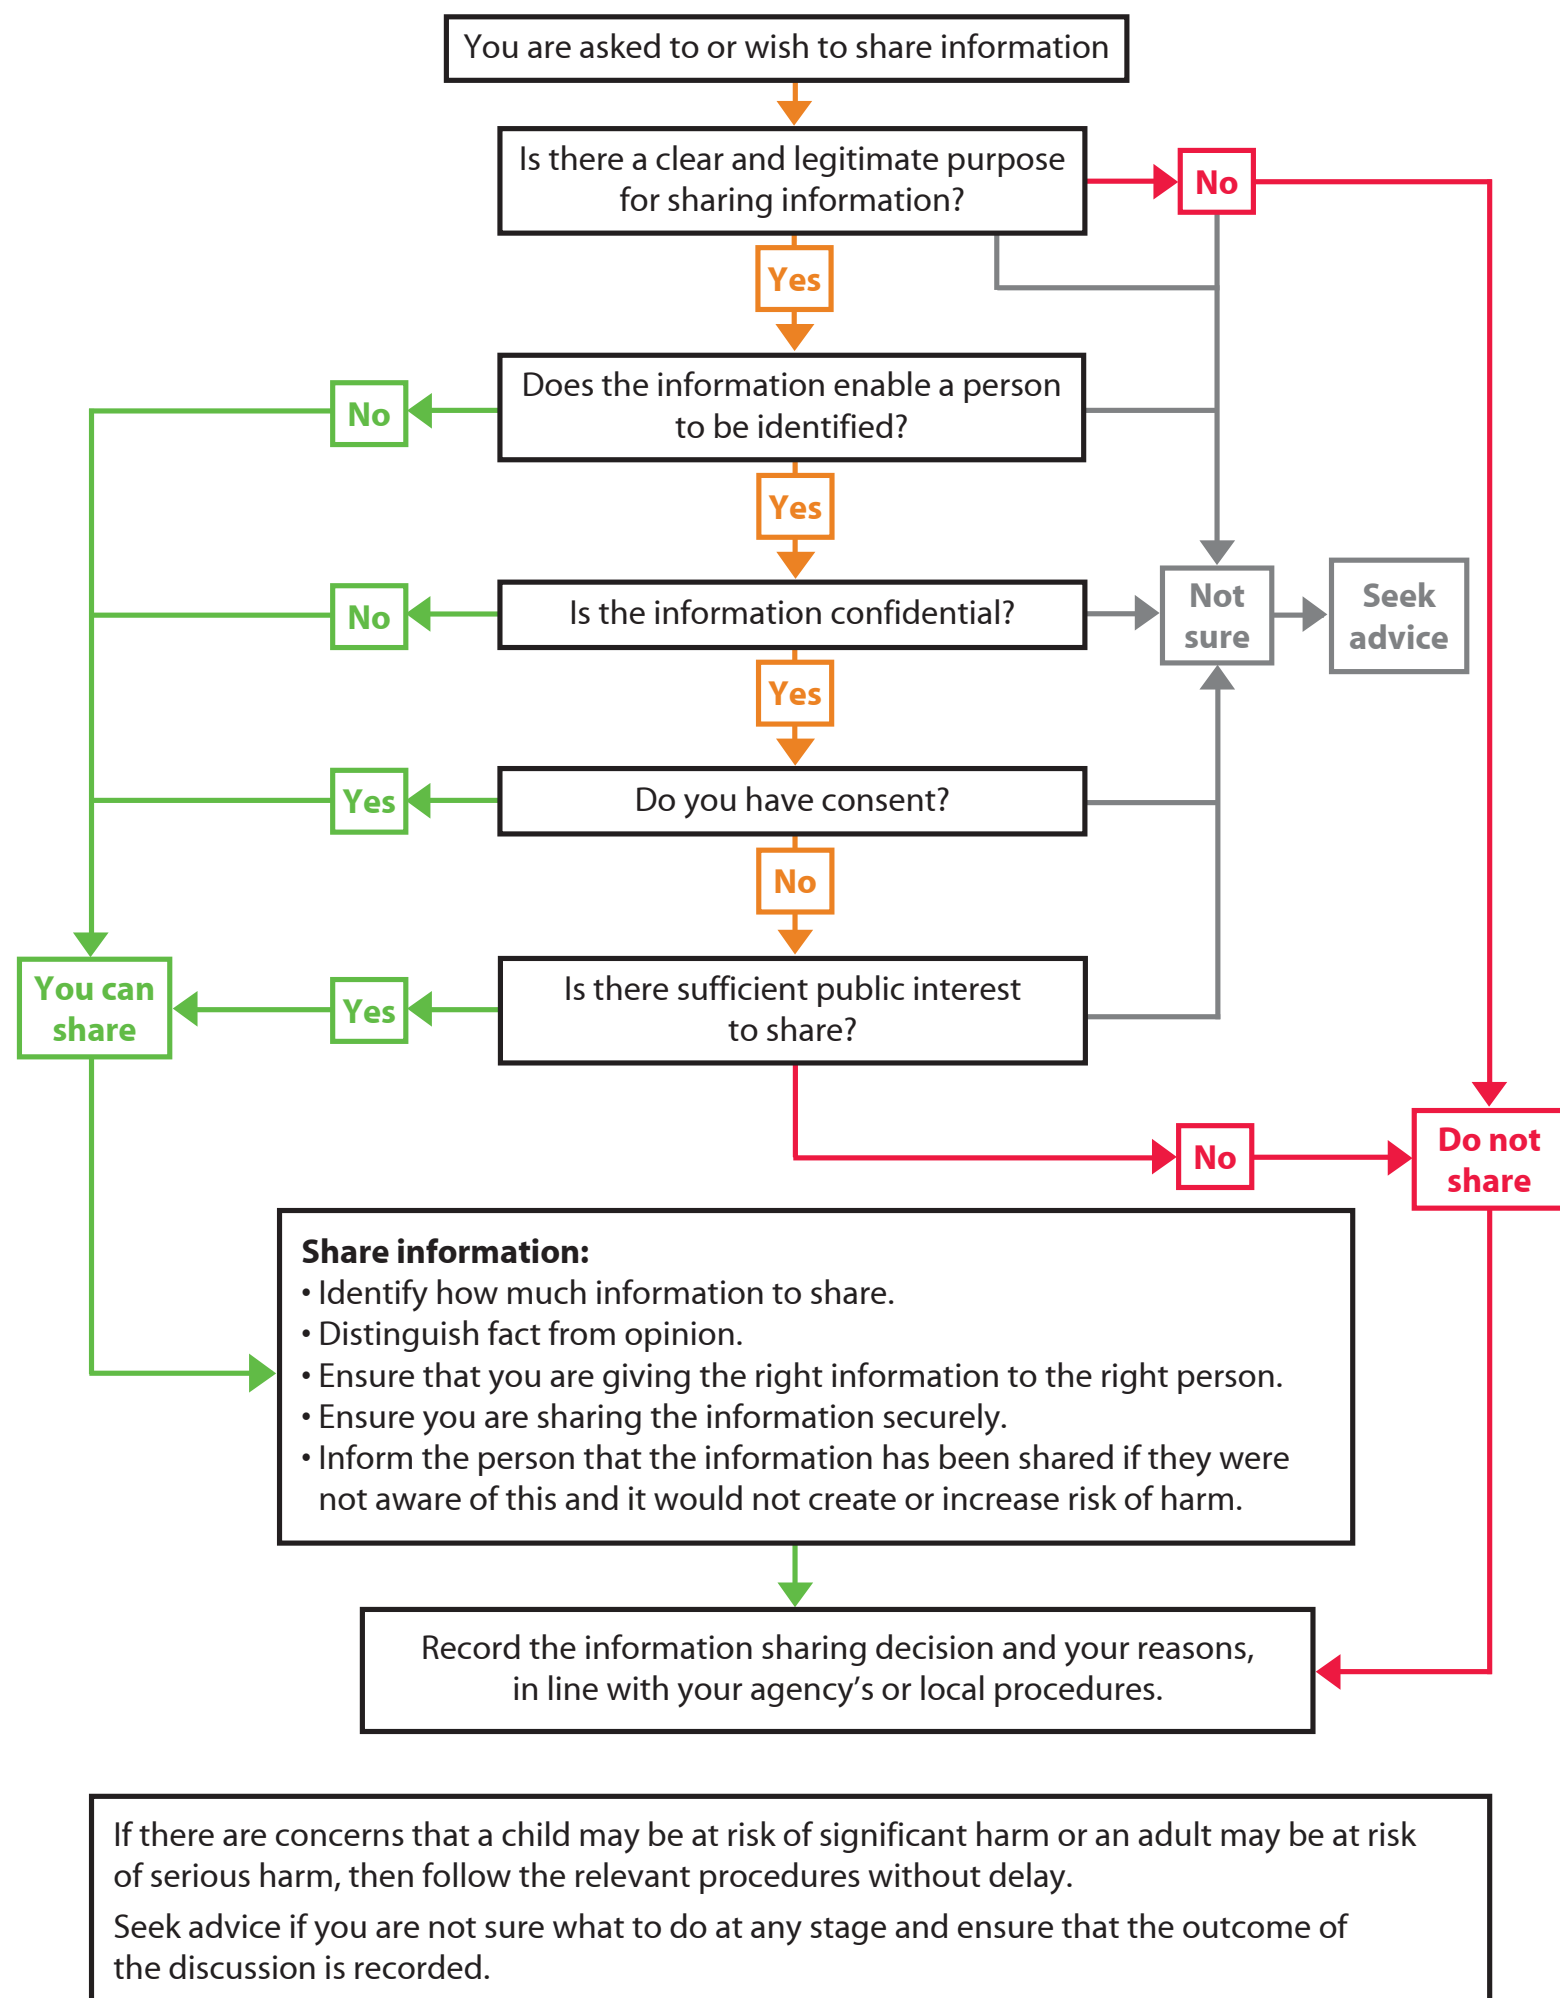 You are asked to or wish to share information
Is there a clear and legitimate purpose
for sharing information?
No
Yes
Does the information enable a person
to be identified?
No
Yes
Is the information confidential?
No
Not
sure
Seek
advice
Yes
Do you have consent?
Yes
No
Is there sufficient public interest
to share?
Yes
You can
share
No
Do not
share
Share information:
• Identify how much information to share.
• Distinguish fact from opinion.
• Ensure that you are giving the right information to the right person.
• Ensure you are sharing the information securely.
• Inform the person that the information has been shared if they were
not aware of this and it would not create or increase risk of harm.
Record the information sharing decision and your reasons,
in line with your agency’s or local procedures.
If there are concerns that a child may be at risk of significant harm or an adult may be at risk
of serious harm, then follow the relevant procedures without delay.
Seek advice if you are not sure what to do at any stage and ensure that the outcome of
the discussion is recorded.